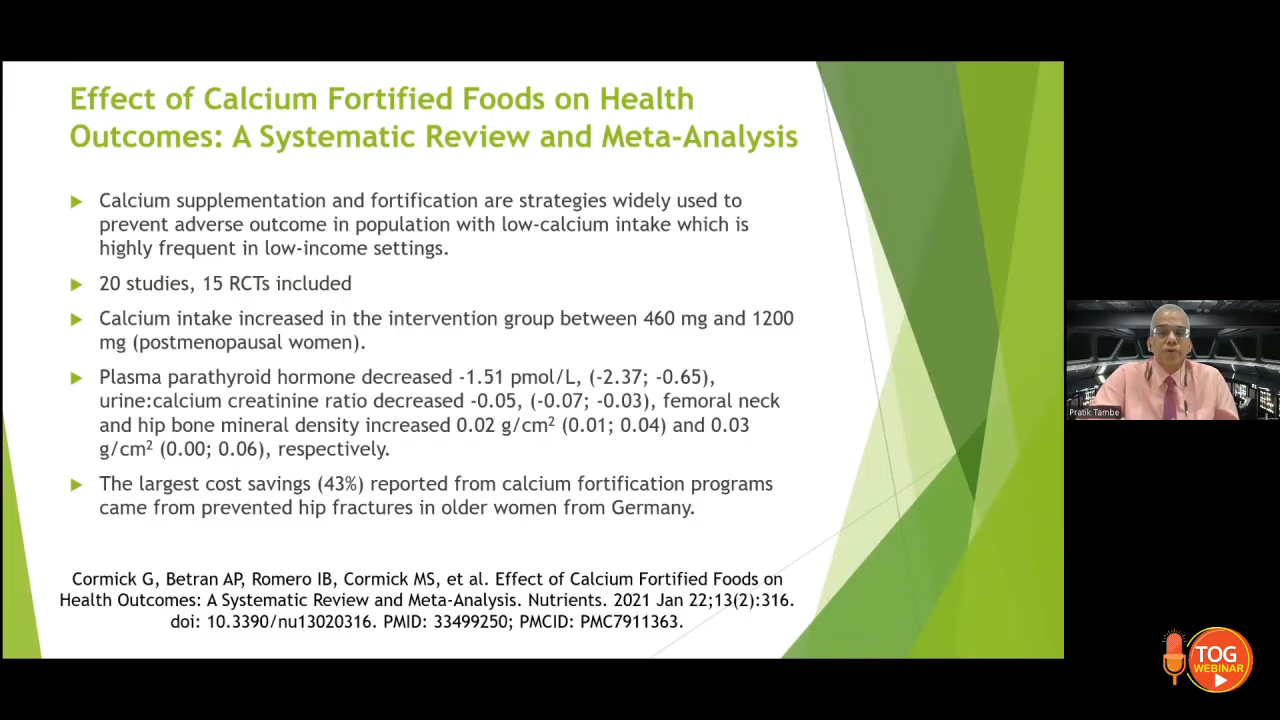 Effect of Calcium Fortified Foods on Health
Outcomes: A Systematic Review and Meta-Analysis
Calcium supplementation and fortification are strategies widely used to
prevent adverse outcome in population with low-calcium intake which is
highly frequent in low-income settings.
20 studies, 15 RCTs included
Calcium intake increased in the intervention group between 460 mg and 1200
mg (postmenopausal women).
Plasma parathyroid hormone decreased -1.51 pmol/L, (-2.37; -0.65),
urine:calcium creatinine ratio decreased -0.05, (-0.07; -0.03), femoral neck
and hip bone mineral density increased 0.02 g/cm² (0.01; 0.04) and 0.03
g/cm² (0.00; 0.06), respectively.
The largest cost savings (43%) reported from calcium fortification programs
came from prevented hip fractures in older women from Germany.
Cormick G, Betran AP, Romero IB, Cormick MS, et al. Effect of Calcium Fortified Foods on
Health Outcomes: A Systematic Review and Meta-Analysis. Nutrients. 2021 Jan 22;13(2):316.
doi: 10.3390/nu13020316. PMID: 33499250; PMCID: PMC7911363.
Pratik Tambe
TOG
WEBINAR